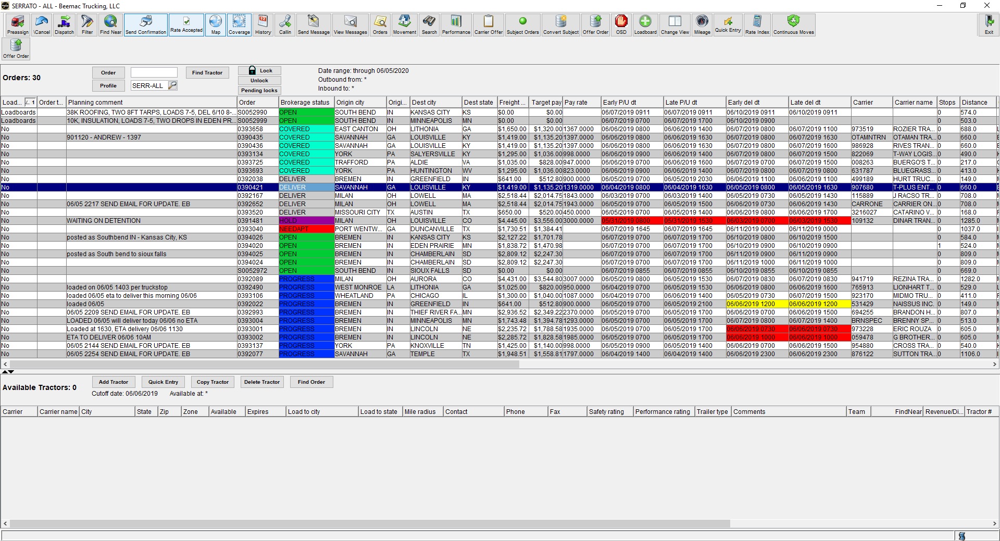 SERRATO - ALL - Beemac Trucking, LLC
Preassign \Cancel Dispatch Filter Find Near Send Confirmation Rate Accepted Map Coverage History Callin Send Message View Messages Orders Movement Search Performance Carrier Offer Subject Orders Convert Subject Offer Order OSD Loadboard Change View Mileage Quick Entry Rate Index Continuous Moves Exit
Offer Order
Orders: 30 Order Find Tractor Lock Date range: through 06/05/2020
Unlock Outbound from: *
Profile SERR-ALL Pending locks Inbound to: *
Load... 1 Order t... Planning comment Order Brokerage status Origin city Origi... Dest city Dest state Freight ... Target pay Pay rate Early P/U dt Late P/U dt Early del dt Late del dt Carrier Carrier name Stops Distance
Loadboards 38K ROOFING, TWO 8FT TARPS, LOADS 7-5, DEL 6/10 8-... S0052990 OPEN SOUTH BEND IN KANSAS CITY KS $0.00 $0.00 06/07/2019 0911 06/07/2019 0911 06/10/2019 0911 06/10/2019 0911 0 574.0
Loadboards 10K, INSULATION, LOADS 7-5, TWO DROPS IN EDEN PR... S0052999 OPEN SOUTH BEND IN MINNEAPOLIS MN $0.00 $0.00 06/07/2019 0700 06/07/2019 1700 06/10/2019 0900 0 503.0
No 0393658 COVERED EAST CANTON OH LITHONIA GA $1,650.00 $1,320.00 1367.0000 06/06/2019 0800 06/06/2019 1400 06/07/2019 0800 06/07/2019 1100 973519 ROZIER TRA... 0 688.0
No 901120 - ANDREW - 1397 0390435 COVERED SAVANNAH GA LOUISVILLE KY $1,419.00 $1,135.20 1397.0000 06/06/2019 0800 06/06/2019 1630 06/07/2019 0800 06/07/2019 1630 OTAMNTRN OTAMAN TRA... 0 660.0
No 0390436 COVERED SAVANNAH GA LOUISVILLE KY $1,419.00 $1,135.20 1397.0000 06/06/2019 0800 06/06/2019 1630 06/07/2019 0800 06/07/2019 1600 986928 RIVES TRAN... 0 660.0
No 0393134 COVERED YORK PA SALYERSVILLE KY $1,295.00 $1,036.00 998.0000 06/06/2019 0900 06/06/2019 1400 06/07/2019 0800 06/07/2019 1500 822069 T-WAY LOGIS... 0 490.0
No 0393725 COVERED TRAFFORD PA ALDIE VA $1,035.00 $828.00 947.0000 06/06/2019 0700 06/06/2019 1400 06/07/2019 0700 06/07/2019 1500 008263 BUERGO'S T... 0 217.0
No 0393693 COVERED YORK PA HUNTINGTON WV $1,295.00 $1,036.00 823.0000 06/06/2019 0900 06/06/2019 1400 06/07/2019 0800 06/07/2019 0800 631787 BLUEGRASS... 0 413.0
No 0392038 DELIVER BREMEN IN GREENFIELD IN $641.00 $512.80 900.0000 06/05/2019 0700 06/05/2019 2030 06/06/2019 1100 06/06/2019 1100 499189 HURT TRUC... 0 149.0
No 0390421 DELIVER SAVANNAH GA LOUISVILLE KY $1,419.00 $1,135.20 1319.0000 06/04/2019 0800 06/04/2019 1630 06/05/2019 0800 06/05/2019 1630 907680 T-PLUS ENT... 0 660.0
No 0392167 DELIVER MILAN OH LOWELL MA $2,518.44 $2,014.75 1843.0000 06/03/2019 0700 06/03/2019 1400 06/05/2019 0730 06/05/2019 1430 115889 J RACSO TR... 0 708.0
No 06/05 2217 SEND EMAIL FOR UPDATE. EB 0392652 DELIVER MILAN OH LOWELL MA $2,518.44 $2,014.75 1943.0000 06/05/2019 0700 06/05/2019 1500 06/06/2019 0730 06/06/2019 1430 CARRONE CARRIER ON... 0 708.0
No 0393520 DELIVER MISSOURI CITY TX AUSTIN TX $650.00 $520.00 450.0000 06/05/2019 0700 06/05/2019 1400 06/06/2019 0800 06/06/2019 1700 3216027 CATARINO V... 0 168.0
No WAITING ON DETENTION 0391481 HOLD MILAN OH LOUISVILLE CO $4,445.00 $3,556.00 3000.0000 05/31/2019 0800 05/31/2019 1530 06/03/2019 0700 06/03/2019 1530 109132 DINAR TRAN... 0 1285.0
No 0393040 NEEDAPT PORT WENTW... GA DUNCANVILLE TX $1,730.51 $1,384.41 06/07/2019 1645 06/07/2019 1645 06/11/2019 0000 06/11/2019 0000 0 1037.0
No posted as Southbend IN - Kansas City, KS 0394026 OPEN BREMEN IN KANSAS CITY KS $2,127.22 $1,701.78 06/07/2019 0700 06/07/2019 1700 06/10/2019 0800 06/10/2019 1500 0 584.0
No 0394020 OPEN BREMEN IN EDEN PRAIRIE MN $1,838.72 $1,470.98 06/07/2019 0700 06/07/2019 1700 06/10/2019 0900 06/10/2019 0900 1 524.0
No posted as South bend to sioux falls 0394025 OPEN BREMEN IN CHAMBERLAIN SD $2,809.12 $2,247.30 06/07/2019 0700 06/07/2019 1700 06/11/2019 0900 06/11/2019 0900 0 809.0
No 0394024 OPEN BREMEN IN CHAMBERLAIN SD $2,809.12 $2,247.30 06/07/2019 0700 06/07/2019 1700 06/11/2019 1000 06/11/2019 1000 0 809.0
No S0052972 OPEN SOUTH BEND IN SIOUX FALLS SD $0.00 $0.00 06/07/2019 0855 06/07/2019 0855 06/10/2019 0855 06/10/2019 0855 0 669.0
No 0392089 PROGRESS MILAN OH AURORA CO $4,431.00 $3,544.80 3007.0000 06/05/2019 0800 06/05/2019 1530 06/07/2019 0830 06/07/2019 0830 941719 REZINA TRA... 0 1282.0
No loaded on 06/05 1403 per truckstop 0392490 PROGRESS WEST MONROE LA LITHONIA GA $1,025.00 $820.00 950.0000 06/04/2019 0700 06/05/2019 1530 06/06/2019 0800 06/06/2019 1600 765913 LIONHART T... 0 529.0
No loaded 06/05 eta to deliver this morning 06/06 0393106 PROGRESS WHEATLAND PA CHICAGO IL $1,300.00 $1,040.00 1087.0000 06/04/2019 0700 06/06/2019 1400 06/05/2019 0730 06/07/2019 1500 923170 MIDMO TRU... 0 411.0
No loaded 06/05 0392022 PROGRESS BREMEN IN GREENFIELD IN $641.00 $512.80 900.0000 06/05/2019 0700 06/05/2019 2100 06/06/2019 1200 06/06/2019 1200 531429 NAISSUS INC. 0 149.0
No 06/05 2209 SEND EMAIL FOR UPDATE. EB 0392993 PROGRESS BREMEN IN THIEF RIVER FA... MN $2,936.52 $2,349.22 2370.0000 06/05/2019 0700 06/05/2019 1700 06/06/2019 0700 06/06/2019 1500 694255 BRANDON H... 0 807.0
No LOADED 06/05 will deliver today 06/06 no ETA 0393004 PROGRESS BREMEN IN MINNEAPOLIS MN $1,743.48 $1,394.78 1293.0000 06/05/2019 0700 06/05/2019 1700 06/07/2019 0800 06/07/2019 1400 BRNSPEC BRENNY SP... 0 513.0
No Loaded at 1630, ETA delivery 06/06 1130 0393001 PROGRESS BREMEN IN LINCOLN NE $2,235.72 $1,788.58 1935.0000 06/05/2019 0700 06/05/2019 1700 06/06/2019 0730 06/06/2019 0730 973228 ERIC ROUZA 0 605.0
No ETA TO DELIVER 06/06 10AM 0393002 PROGRESS BREMEN IN LINCOLN NE $2,285.72 $1,828.58 1985.0000 06/05/2019 0700 06/05/2019 1700 06/06/2019 1000 06/06/2019 1000 059478 G BROTHER... 0 605.0
No 06/05 2144 SEND EMAIL FOR UPDATE. EB 0393137 PROGRESS YORK PA KNOXVILLE TN $1,425.00 $1,140.00 998.0000 06/05/2019 0900 06/05/2019 1400 06/06/2019 0700 06/06/2019 1500 954880 CROSS TRA... 0 540.0
No 06/05 2254 SEND EMAIL FOR UPDATE. EB 0392077 PROGRESS SAVANNAH GA TEMPLE TX $1,948.51 $1,558.81 1797.0000 06/04/2019 1400 06/04/2019 1400 06/06/2019 2300 06/06/2019 2300 876122 SUTTON TRA... 0 1106.0
Available Tractors: 0 Add Tractor Quick Entry Copy Tractor Delete Tractor Find Order
Cutoff date: 06/06/2019 Available at: *
Carrier Carrier name City State Zip Zone Available Expires Load to city Load to state Mile radius Contact Phone Fax Safety rating Performance rating Trailer type Comments Team FindNear Revenue/Di... Tractor #